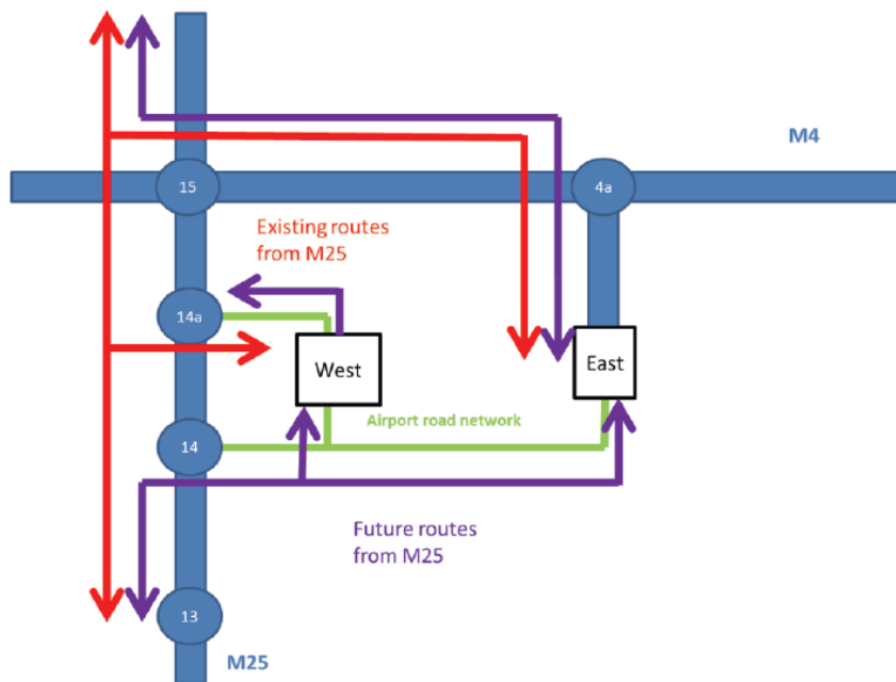 M4
15
4a
Existing routes
from M25
14a
West
East
Airport road network
14
Future routes
from M25
13
M25